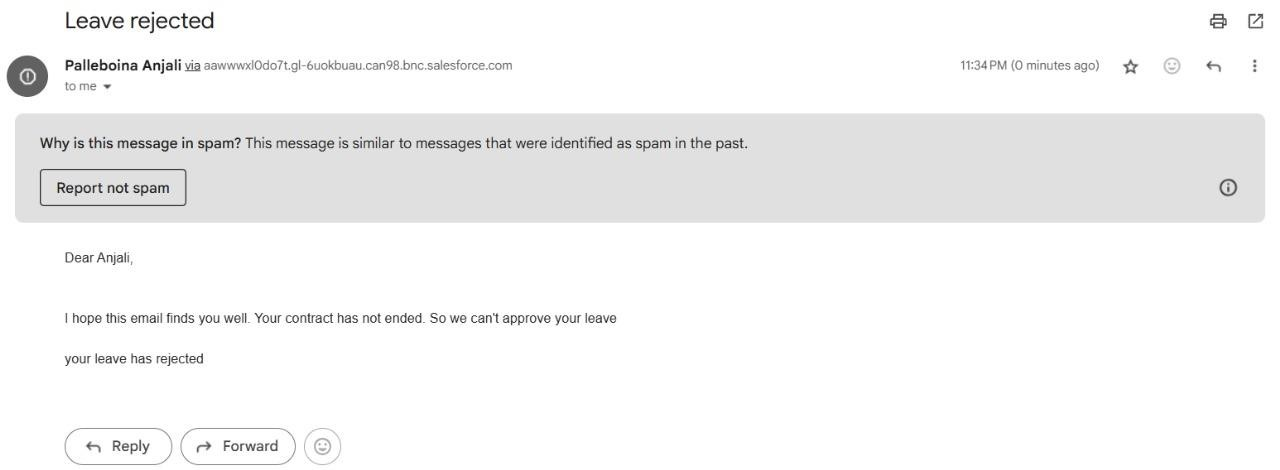 Leave rejected
Palleboina Anjali via aawwwxl0do7t.gl-6uokbuau.can98.bnc.salesforce.com 11:34 PM (0 minutes ago)
to me
Why is this message in spam? This message is similar to messages that were identified as spam in the past.
Report not spam
Dear Anjali,
I hope this email finds you well. Your contract has not ended. So we can't approve your leave
your leave has rejected
Reply Forward